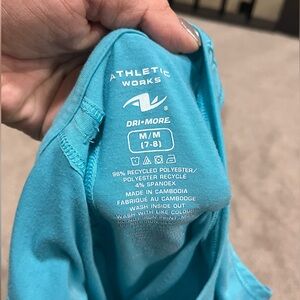 ATHLETIC
WORKS
DRI•MORE
M/M
(7-8)
96% RECYCLED POLYESTER/
POLYESTER RECYCLE
4% SPANDEX
MADE IN CAMBODIA
FABRIQUE AU CAMBODGE
WASH INSIDE OUT
WASH WITH LIKE COLOURS